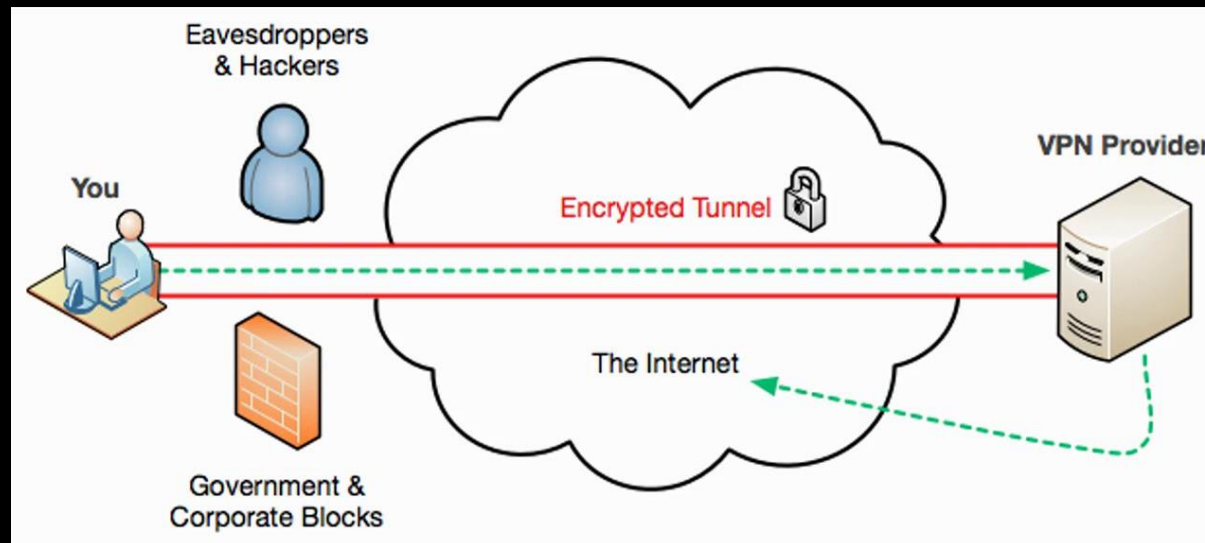 Eavesdroppers
& Hackers
You
VPN Provider
Encrypted Tunnel
The Internet
Government &
Corporate Blocks